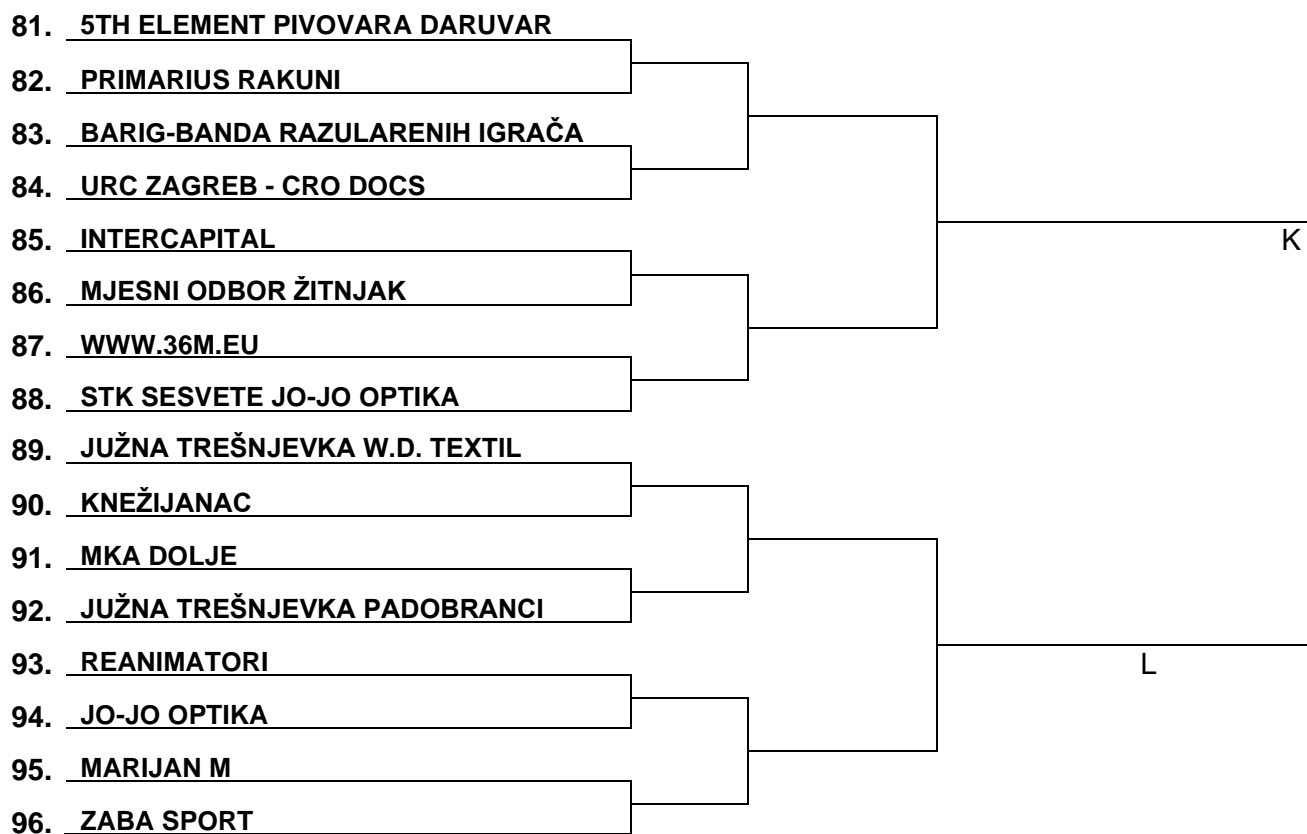 81. 5TH ELEMENT PIVOVARA DARUVAR
82. PRIMARIUS RAKUNI
83. BARIG-BANDA RAZULARENIH IGRAČA
84. URC ZAGREB - CRO DOCS
85. INTERCAPITAL
K
86. MJESNI ODBOR ŽITNJAK
87. WWW.36M.EU
88. STK SESVETE JO-JO OPTIKA
89. JUŽNA TREŠNJEVKA W.D. TEXTIL
90. KNEŽIJANAC
91. MKA DOLJE
92. JUŽNA TREŠNJEVKA PADOBRANCI
93. REANIMATORI
L
94. JO-JO OPTIKA
95. MARIJAN M
96. ZABA SPORT